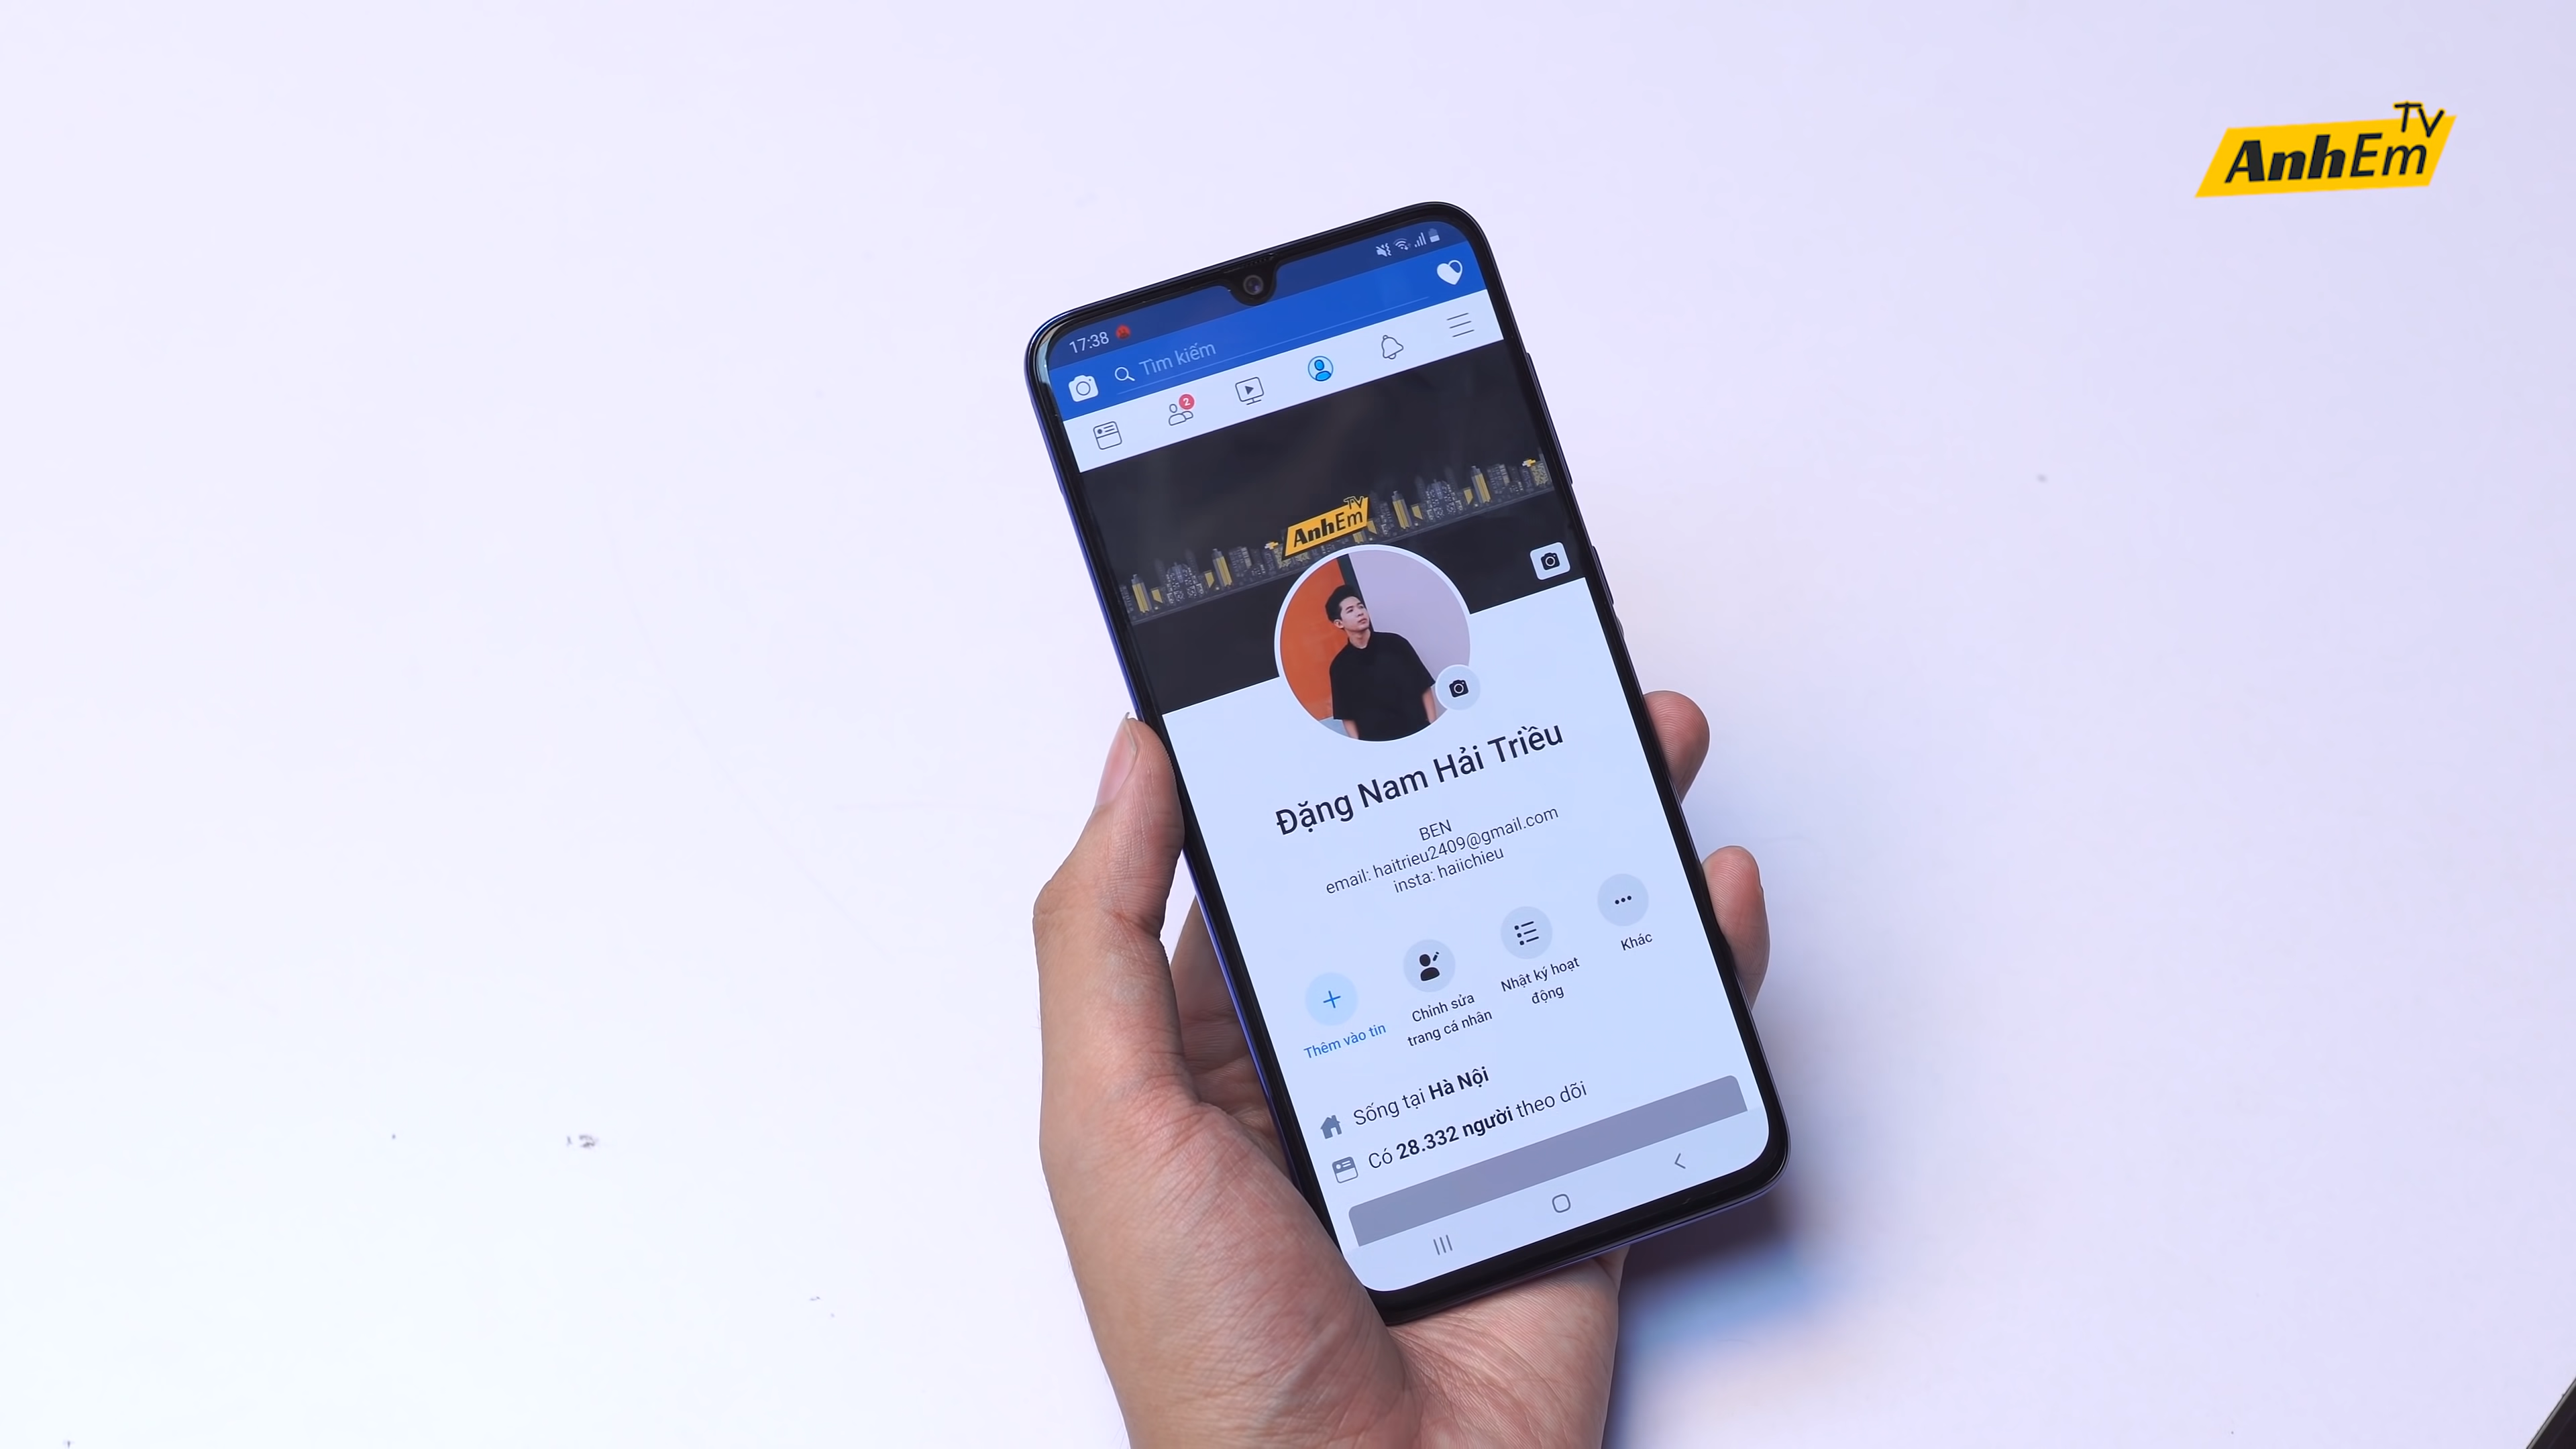 AnhEm TV
17:38
Tìm kiếm
2
AnhEm TV
Đặng Nam Hải Triều
BEN
email: haitrieu2409@gmail.com
insta: haiichieu
Thêm vào tin
Chỉnh sửa
trang cá nhân
Nhật ký hoạt
động
Khác
Sống tại Hà Nội
Có 28.332 người theo dõi